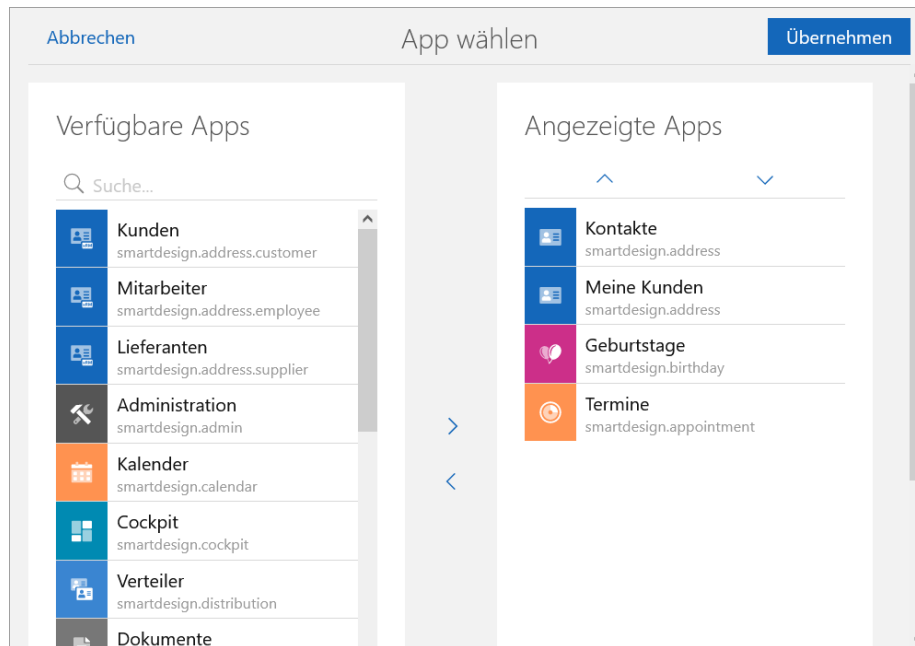 Abbrechen
App wählen
Übernehmen
Verfügbare Apps
Suche...
Kunden
smartdesign.address.customer
Mitarbeiter
smartdesign.address.employee
Lieferanten
smartdesign.address.supplier
Administration
smartdesign.admin
Kalender
smartdesign.calendar
Cockpit
smartdesign.cockpit
Verteiler
smartdesign.distribution
Dokumente
Angezeigte Apps
Kontakte
smartdesign.address
Meine Kunden
smartdesign.address
Geburtstage
smartdesign.birthday
Termine
smartdesign.appointment